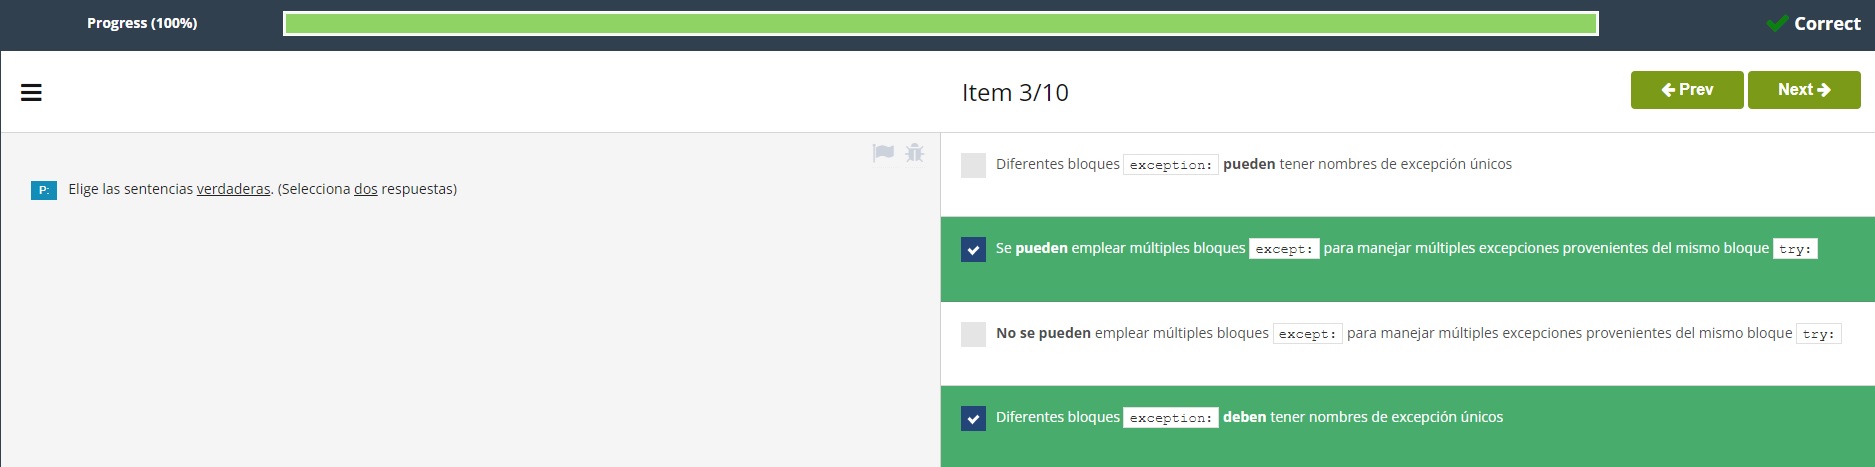 Progress (100%)
Correct
Item 3/10
Prev
Next
P: Elige las sentencias verdaderas. (Selecciona dos respuestas)
Diferentes bloques exception: pueden tener nombres de excepción únicos
Se pueden emplear múltiples bloques except: para manejar múltiples excepciones provenientes del mismo bloque try:
No se pueden emplear múltiples bloques except: para manejar múltiples excepciones provenientes del mismo bloque try:
Diferentes bloques exception: deben tener nombres de excepción únicos